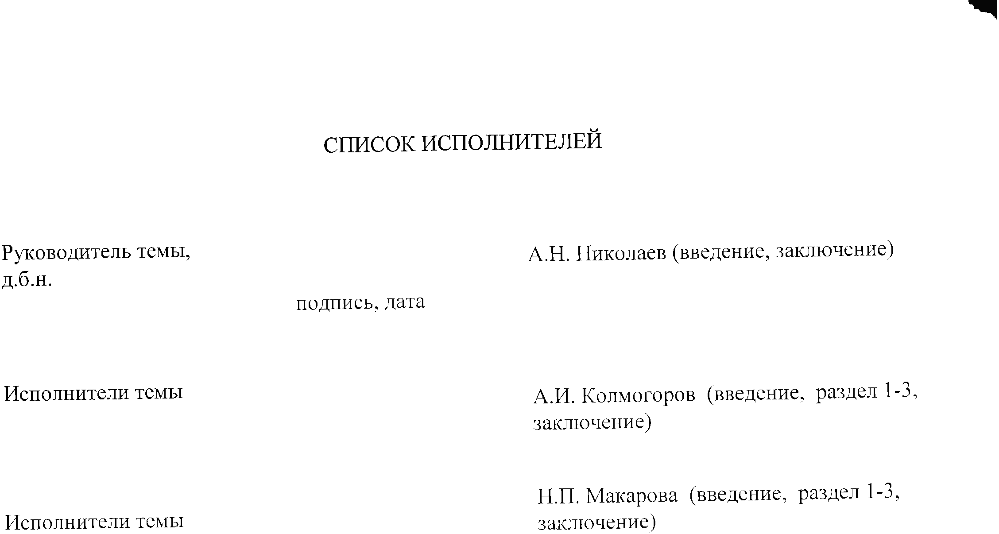 СПИСОК ИСПОЛНИТЕЛЕЙ
Руководитель темы,
д.б.н.
А.Н. Николаев (введение, заключение)
подпись, дата
Исполнители темы
А.И. Колмогоров (введение, раздел 1-3,
заключение)
Н.П. Макарова (введение, раздел 1-3,
Исполнители темы
заключение)